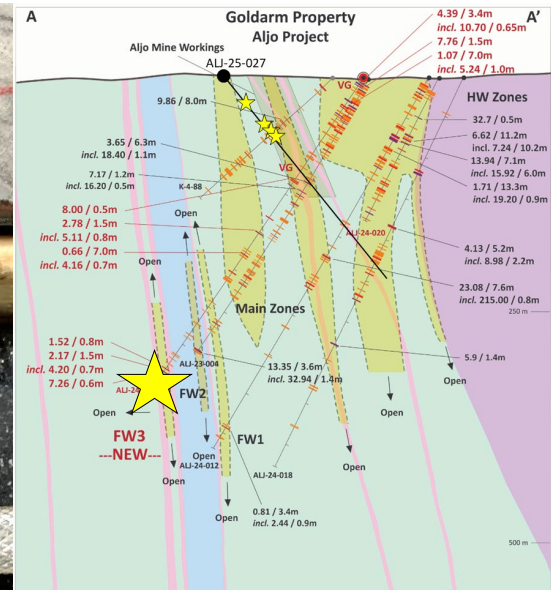 A
Goldarm Property
Aljo Project
A'
Aljo Mine Workings
ALJ-25-027
4.39 / 3.4m
incl. 10.70 / 0.65m
7.76 / 1.5m
1.07 / 7.0m
incl. 5.24 / 1.0m
VG
HW Zones
9.86 / 8.0m
32.7 / 0.5m
6.62 / 11.2m
incl. 7.24 / 10.2m
13.94 / 7.1m
incl. 15.92 / 6.0m
1.71 / 13.3m
incl. 19.20 / 0.9m
3.65 / 6.3m
incl. 18.40 / 1.1m
7.17 / 1.2m
incl. 16.20 / 0.5m
VG
K-4-88
8.00 / 0.5m
2.78 / 1.5m
incl. 5.11 / 0.8m
0.66 / 7.0m
incl. 4.16 / 0.7m
Open
ALJ-24-020
4.13 / 5.2m
incl. 8.98 / 2.2m
Open
23.08 / 7.6m
incl. 215.00 / 0.8m
Main Zones
250 m
1.52 / 0.8m
2.17 / 1.5m
incl. 4.20 / 0.7m
7.26 / 0.6m
ALJ-24
ALJ-23-004
13.35 / 3.6m
incl. 32.94 / 1.4m
5.9 / 1.4m
Open
FW2
Open
Open
FW3
---NEW---
FW1
Open
Open
ALJ-24-012
ALJ-24-018
Open
Open
0.81 / 3.4m
incl. 2.44 / 0.9m
500 m